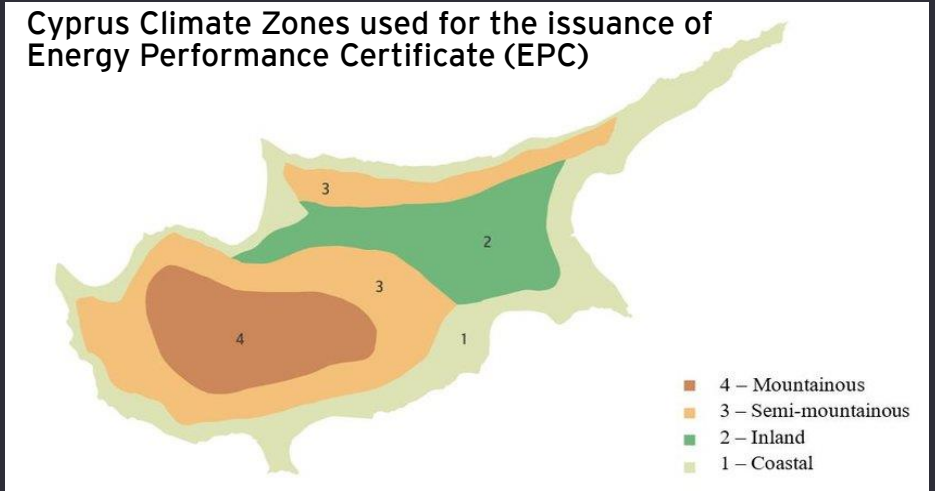 Cyprus Climate Zones used for the issuance of
Energy Performance Certificate (EPC)
3
2
3
4
1
4 – Mountainous
3 – Semi-mountainous
2 – Inland
1 – Coastal